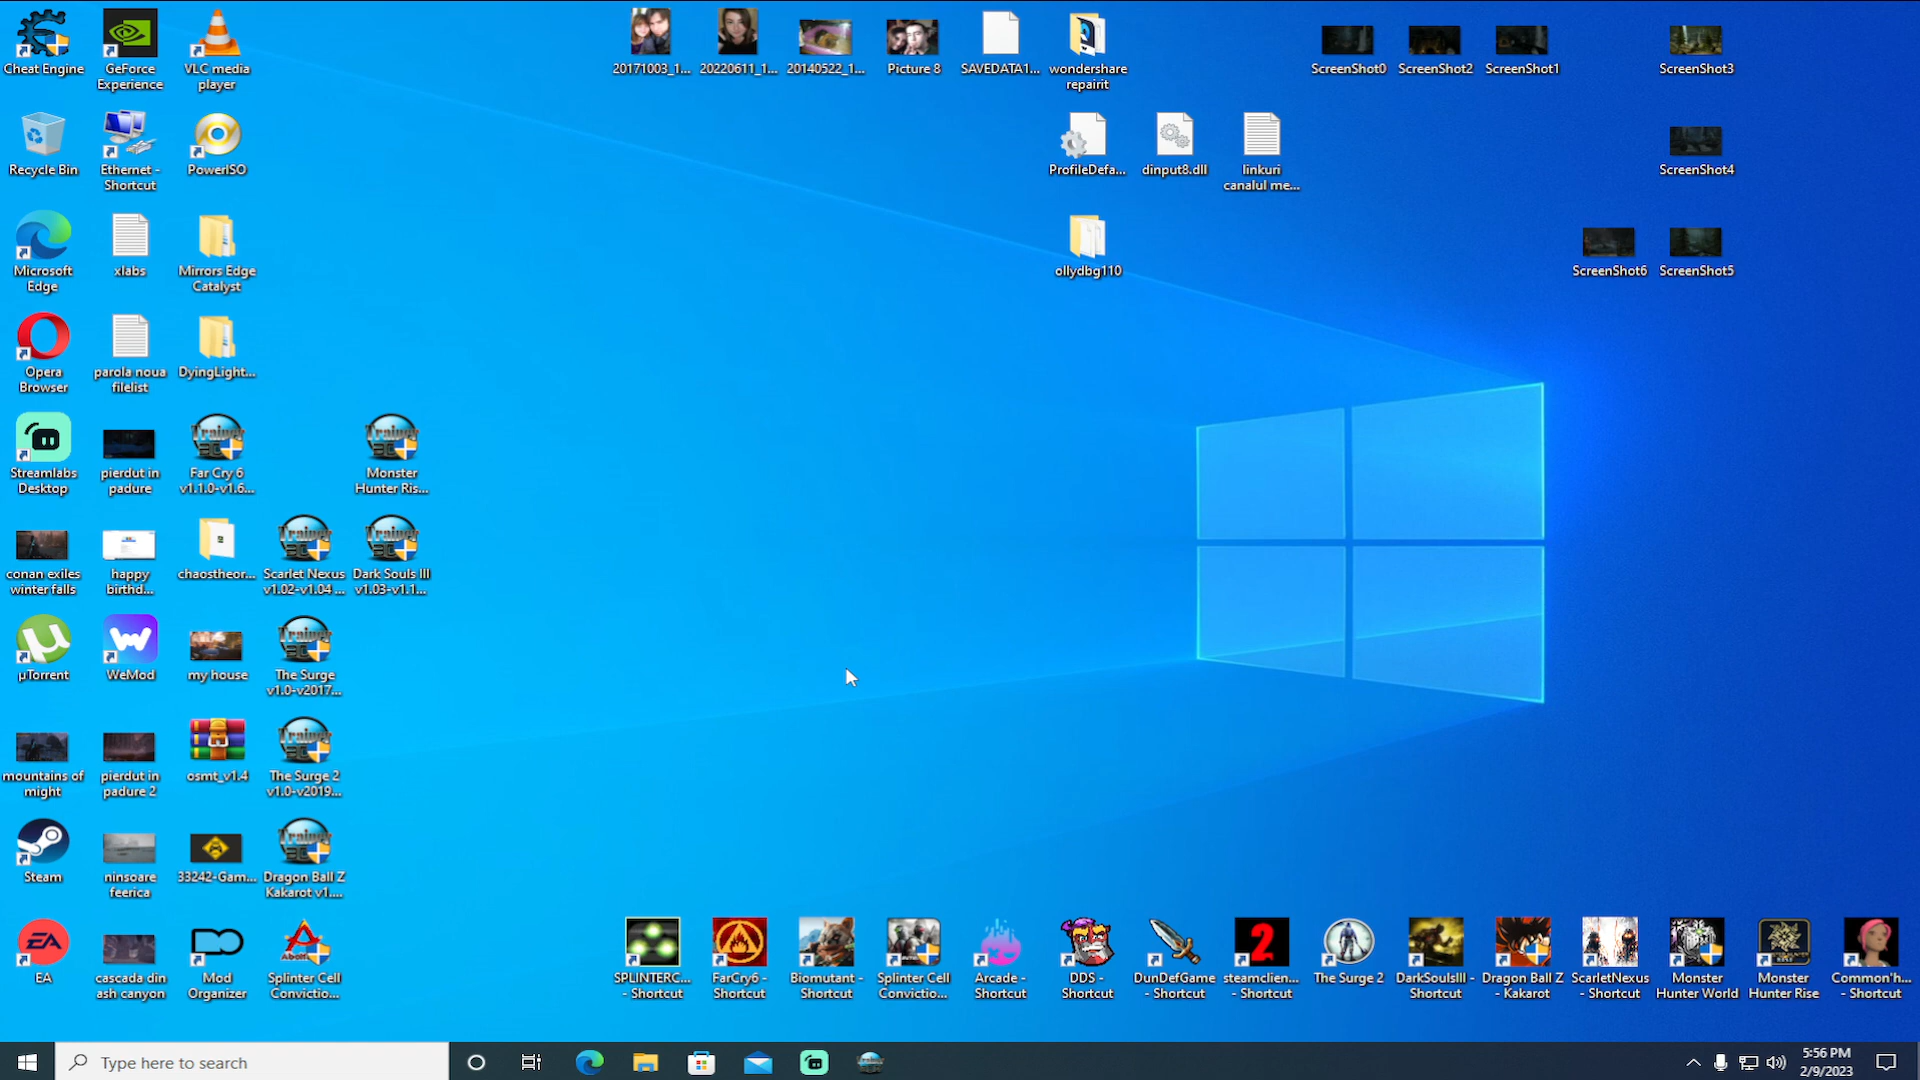 Cheat Engine
GeForce
Experience
VLC media
player
20171003_1...
20220611_1...
20140522_1...
Picture 8
SAVEDATA1...
wondershare
repairit
ScreenShot0
ScreenShot2
ScreenShot1
ScreenShot3
Recycle Bin
Ethernet -
Shortcut
PowerISO
ProfileDefa...
dinput8.dll
linkuri
canalul me...
ScreenShot4
Microsoft
Edge
xlabs
Mirrors Edge
Catalyst
ollydbg110
ScreenShot6
ScreenShot5
Opera
Browser
parola noua
filelist
DyingLight...
Streamlabs
Desktop
pierdut in
padure
Far Cry 6
v1.1.0-v1.6...
Monster
Hunter Ris...
conan exiles
winter falls
happy
birthd...
chaostheor...
Scarlet Nexus
v1.02-v1.04 ...
Dark Souls III
v1.03-v1.1...
µTorrent
WeMod
my house
The Surge
v1.0-v2017...
mountains of
might
pierdut in
padure 2
osmt_v1.4
The Surge 2
v1.0-v2019...
Steam
ninsoare
feerica
33242-Gam...
Dragon Ball Z
Kakarot v1....
EA
EA
cascada din
ash canyon
Mod
Organizer
Splinter Cell
Convictio...
SPLINTERC...
- Shortcut
FarCry6 -
Shortcut
Biomutant -
Shortcut
Splinter Cell
Convictio...
Arcade -
Shortcut
DDS -
Shortcut
DunDefGame
- Shortcut
2
steamclien...
- Shortcut
The Surge 2
DarkSoulsIII -
Shortcut
Dragon Ball Z
- Kakarot
ScarletNexus
- Shortcut
Monster
Hunter World
Monster
Hunter Rise
Common'h...
- Shortcut
Type here to search
5:56 PM
2/9/2023